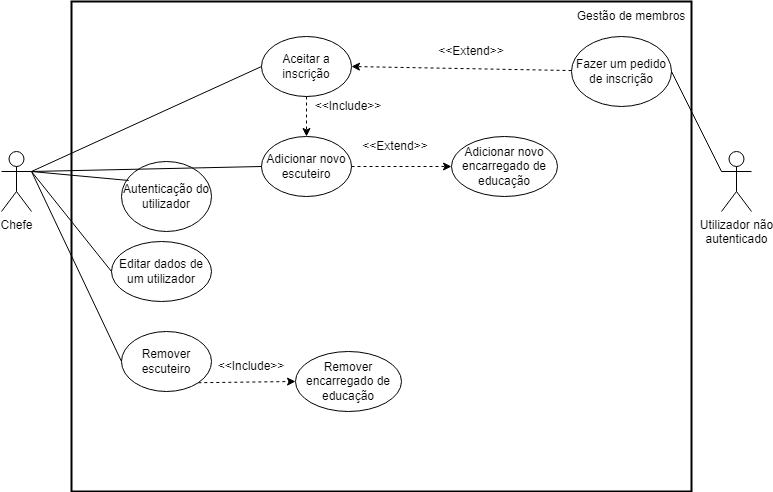 Gestão de membros
<<Extend>>
Aceitar a
inscrição
Fazer um pedido
de inscrição
<<Include>>
<<Extend>>
Adicionar novo
escuteiro
Adicionar novo
encarregado de
educação
Autenticação do
utilizador
Chefe
Utilizador não
autenticado
Editar dados de
um utilizador
Remover
escuteiro
<<Include>>
Remover
encarregado de
educação